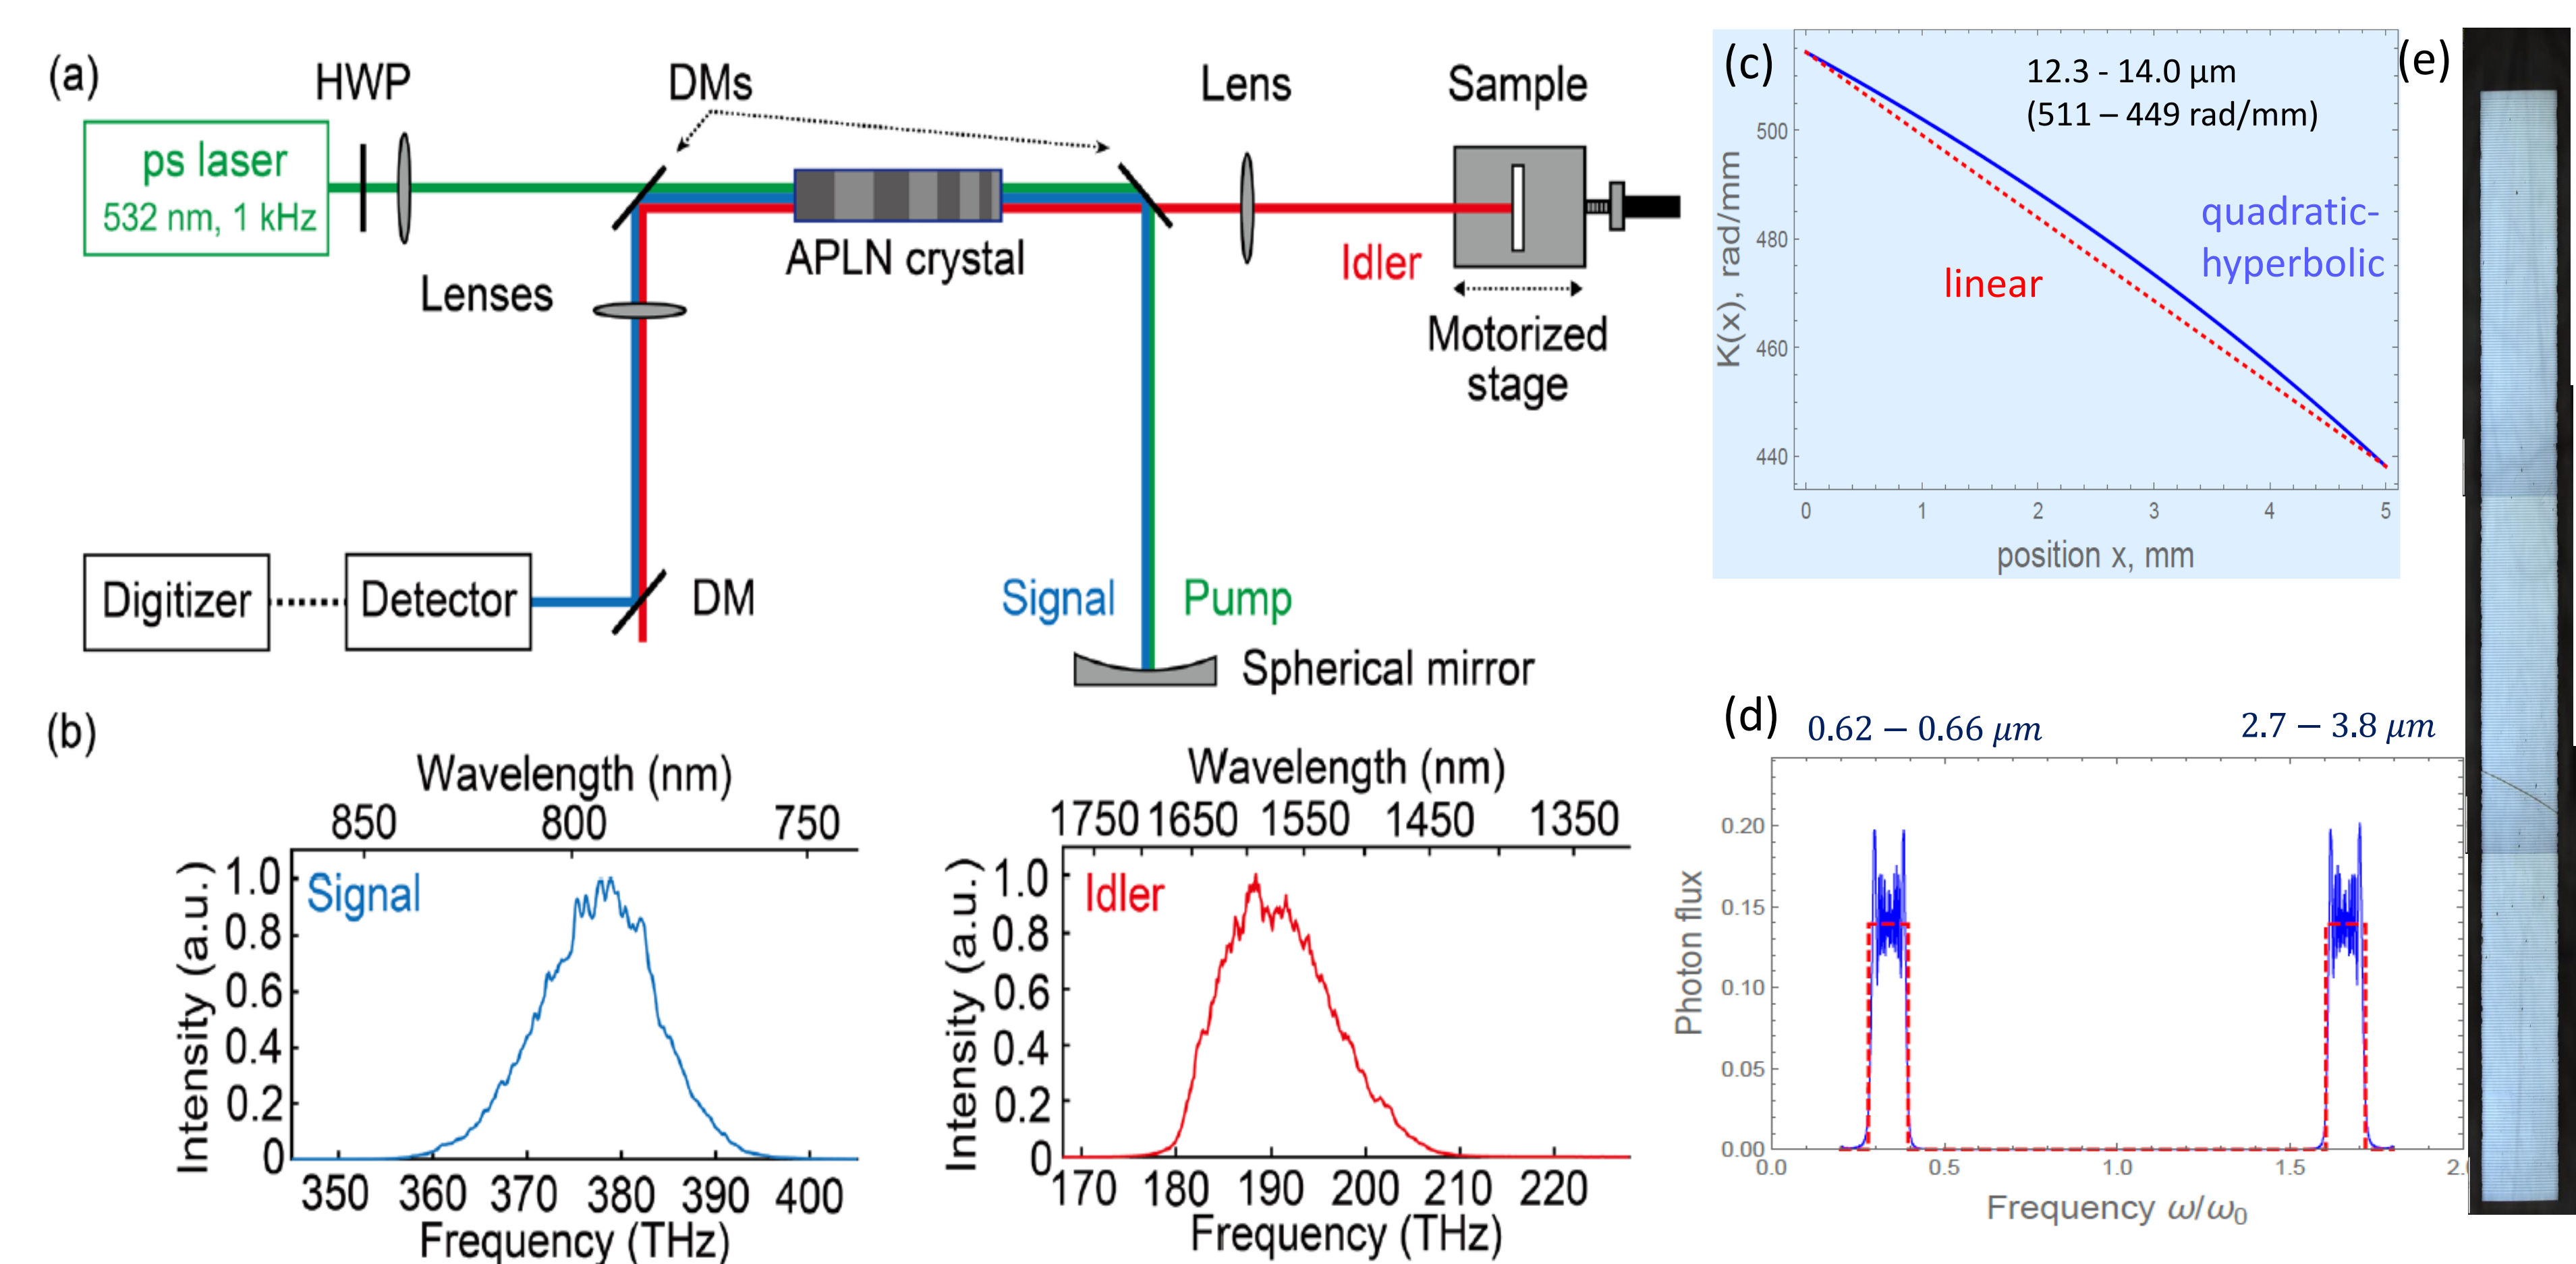 (a)
HWP
DMs
Lens
Sample
ps laser
532 nm, 1 kHz
APLN crystal
Idler
Lenses
Motorized
stage
Digitizer
Detector
DM
Signal
Pump
Spherical mirror
(b)
Wavelength (nm)
850 800 750
Intensity (a.u.)
1.0
0.8
0.6
0.4
0.2
0
Signal
350 360 370 380 390 400
Frequency (THz)
Wavelength (nm)
1750 1650 1550 1450 1350
Intensity (a.u.)
1.0
0.8
0.6
0.4
0.2
0
Idler
170 180 190 200 210 220
Frequency (THz)
(c)
12.3 - 14.0 µm
(511 – 449 rad/mm)
K(x), rad/mm
500
480
460
440
quadratic-
hyperbolic
linear
0 1 2 3 4 5
position x, mm
(d)
0.62 − 0.66 μm
2.7 − 3.8 μm
Photon flux
0.20
0.15
0.10
0.05
0.00
0.0 0.5 1.0 1.5 2.
Frequency ω/ω0
(e)